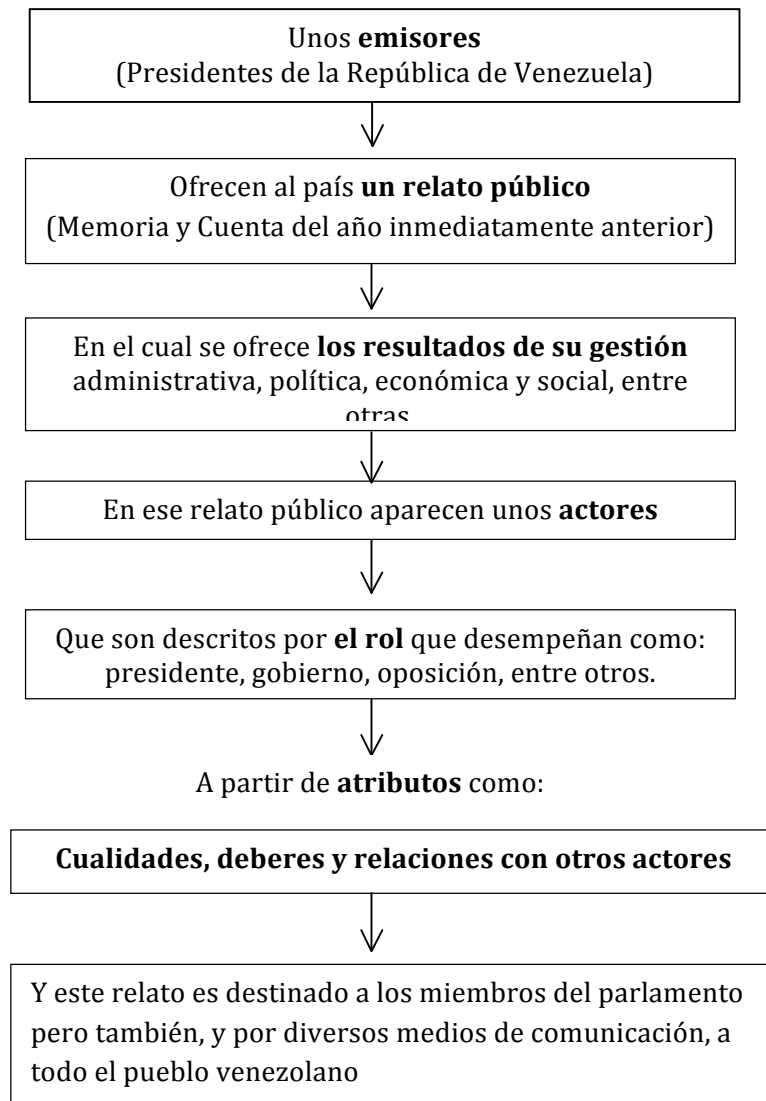 Unos emisores
(Presidentes de la República de Venezuela)
Ofrecen al país un relato público
(Memoria y Cuenta del año inmediatamente anterior)
En el cual se ofrece los resultados de su gestión
administrativa, política, económica y social, entre
otras
En ese relato público aparecen unos actores
Que son descritos por el rol que desempeñan como:
presidente, gobierno, oposición, entre otros.
A partir de atributos como:
Cualidades, deberes y relaciones con otros actores
Y este relato es destinado a los miembros del parlamento
pero también, y por diversos medios de comunicación, a
todo el pueblo venezolano